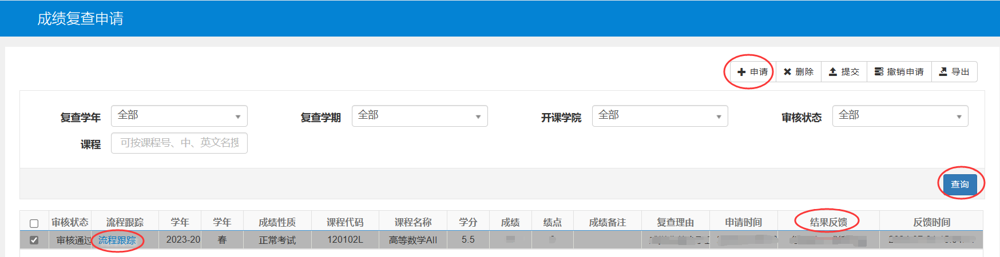 成绩复查申请
申请 删除 提交 撤销申请 导出
复查学年 全部 复查学期 全部 开课学院 全部 审核状态 全部
课程 可按课程号、中、英文名搜
查询
审核状态 流程跟踪 学年 学年 成绩性质 课程代码 课程名称 学分 成绩 绩点 成绩备注 复查理由 申请时间 结果反馈 反馈时间
审核通过 流程跟踪 2023-20 春 正常考试 120102L 高等数学AII 5.5